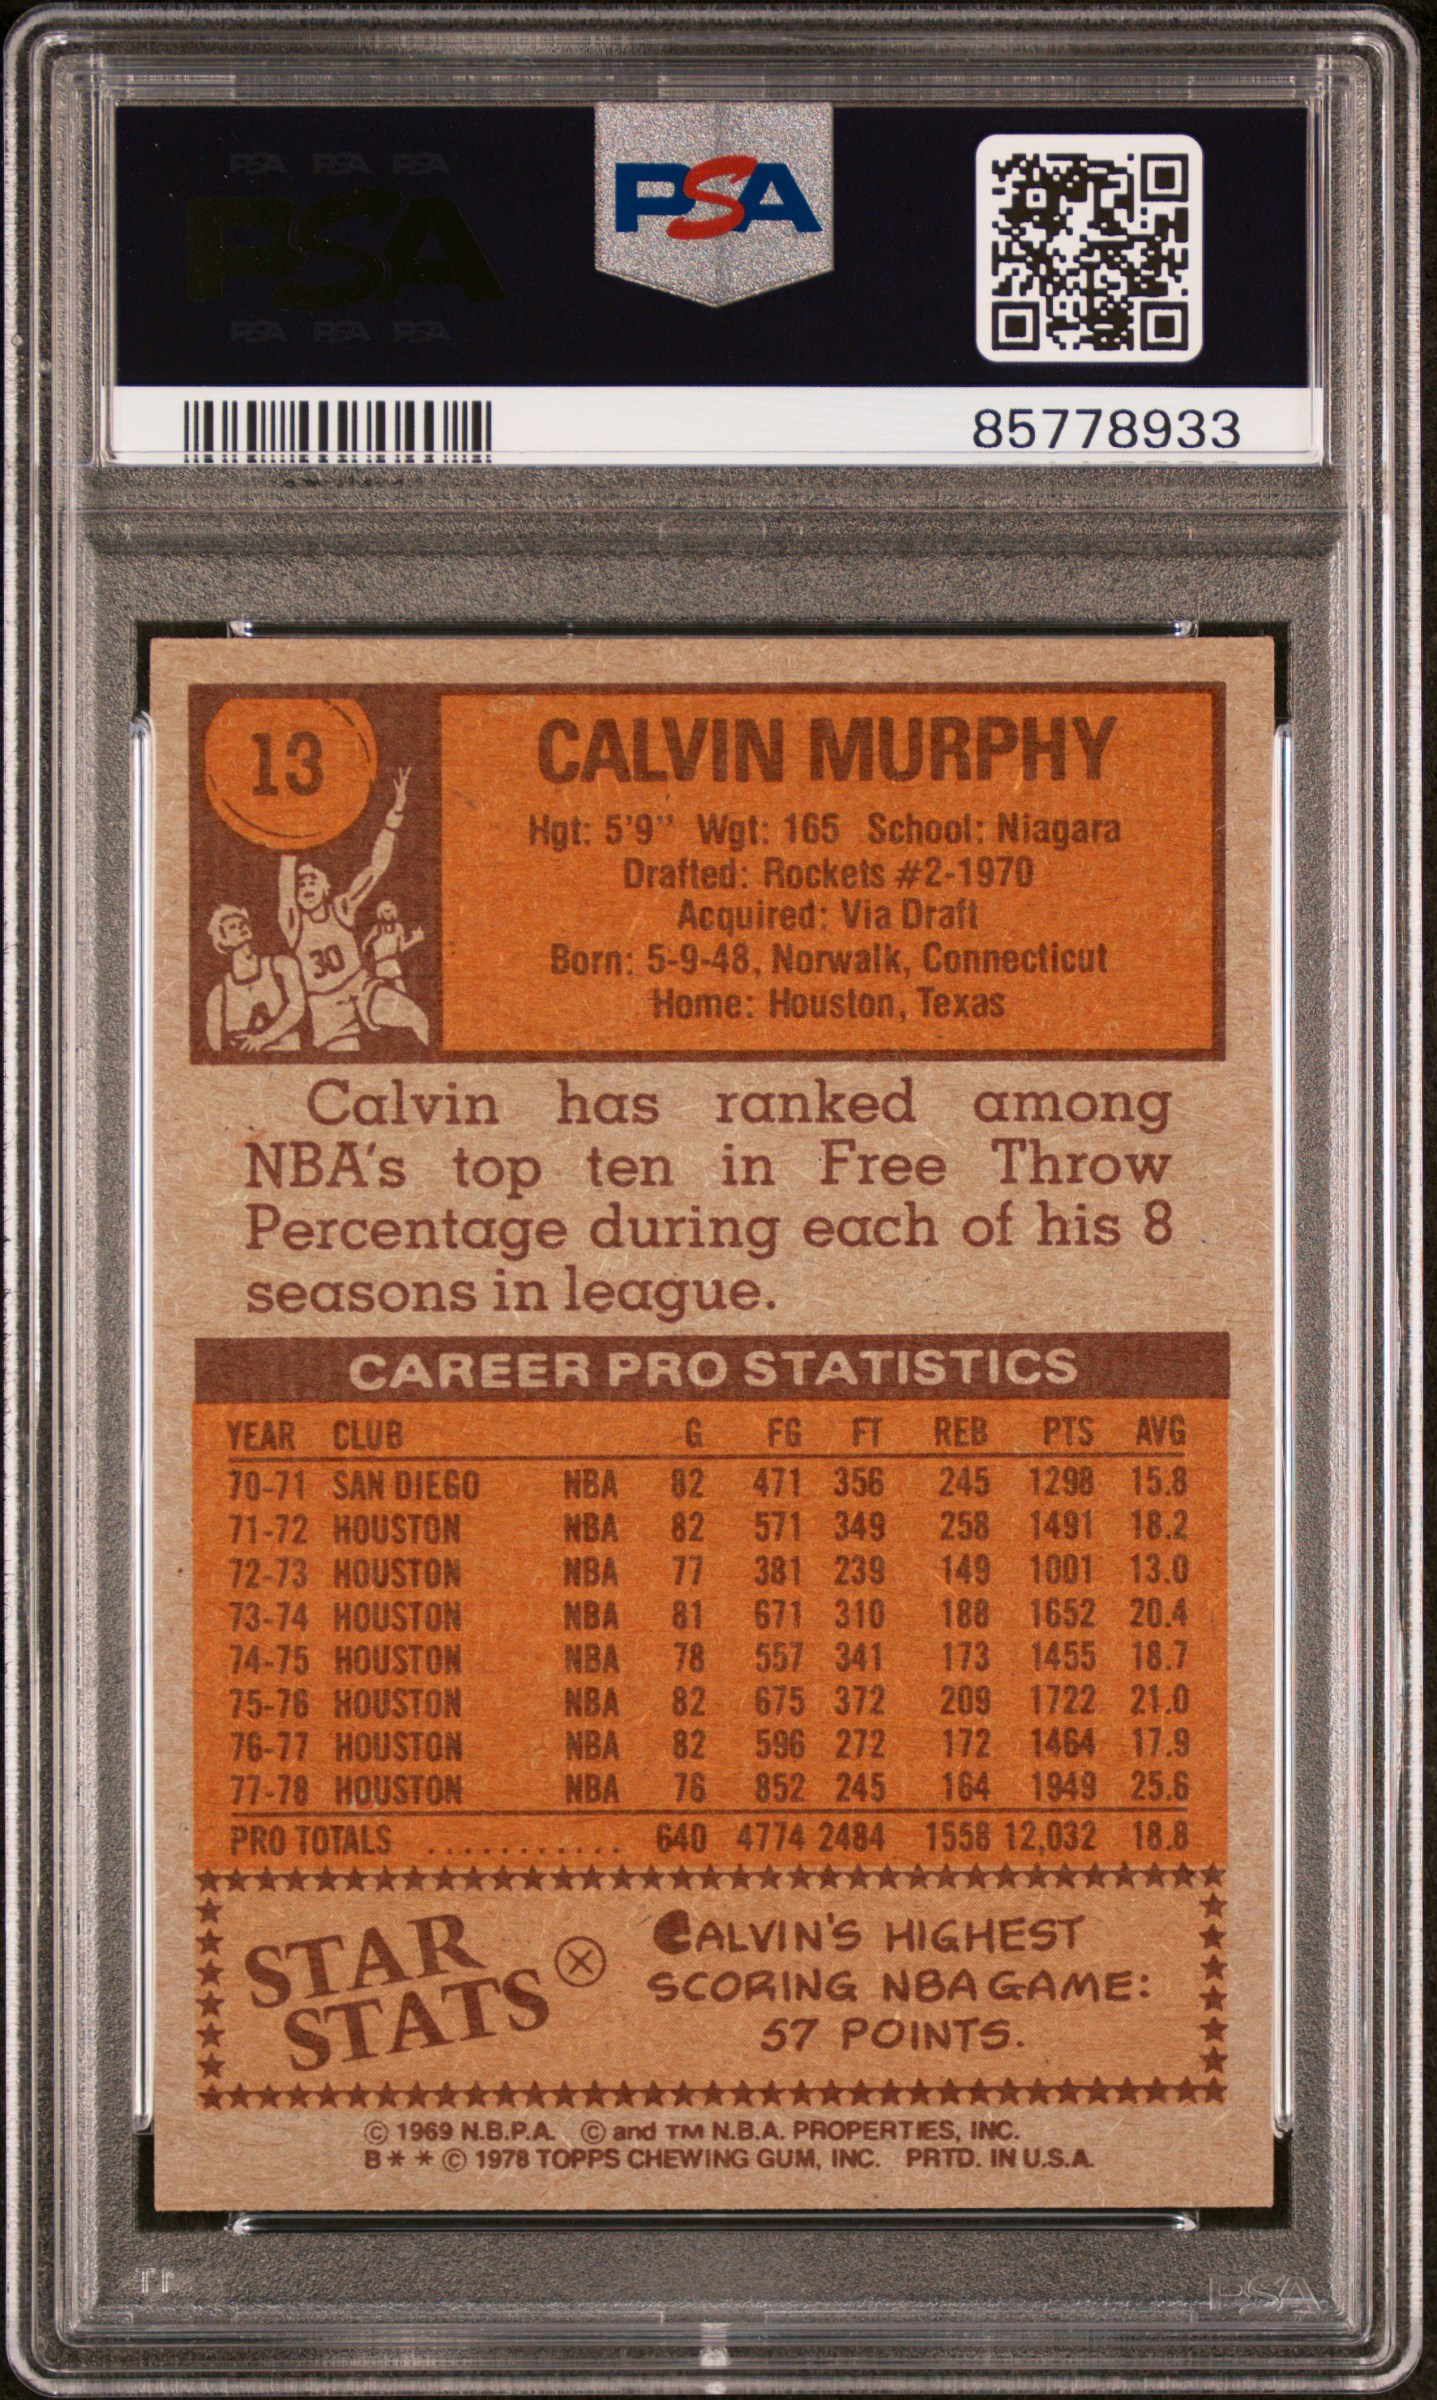 PSA PSA PSA
PSA
PSA PSA PSA
PSA
85778933
13
CALVIN MURPHY
Hgt: 5'9" Wgt: 165 School: Niagara
Drafted: Rockets #2-1970
Acquired: Via Draft
Born: 5-9-48, Norwalk, Connecticut
Home: Houston, Texas
30
Calvin has ranked among
NBA's top ten in Free Throw
Percentage during each of his 8
seasons in league.
CAREER PRO STATISTICS
YEAR CLUB G FG FT REB PTS AVG
70-71 SAN DIEGO NBA 82 471 356 245 1298 15.8
71-72 HOUSTON NBA 82 571 349 258 1491 18.2
72-73 HOUSTON NBA 77 381 239 149 1001 13.0
73-74 HOUSTON NBA 81 671 310 188 1652 20.4
74-75 HOUSTON NBA 78 557 341 173 1455 18.7
75-76 HOUSTON NBA 82 675 372 209 1722 21.0
76-77 HOUSTON NBA 82 596 272 172 1464 17.9
77-78 HOUSTON NBA 76 852 245 164 1949 25.6
PRO TOTALS ........... 640 4774 2484 1558 12,032 18.8
STAR
STATS
CALVIN'S HIGHEST
SCORING NBA GAME:
57 POINTS.
© 1969 N.B.P.A. © and TM N.B.A. PROPERTIES, INC.
B * * © 1978 TOPPS CHEWING GUM, INC. PRTD. IN U.S.A.
PSA